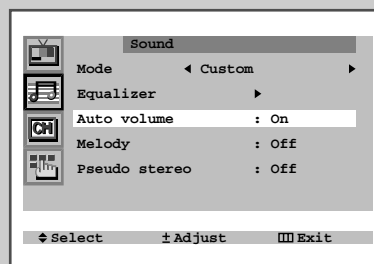 Sound
Mode ◀ Custom ▶
Equalizer ▶
Auto volume : On
CH
Melody : Off
Pseudo stereo : Off
Select ± Adjust Exit